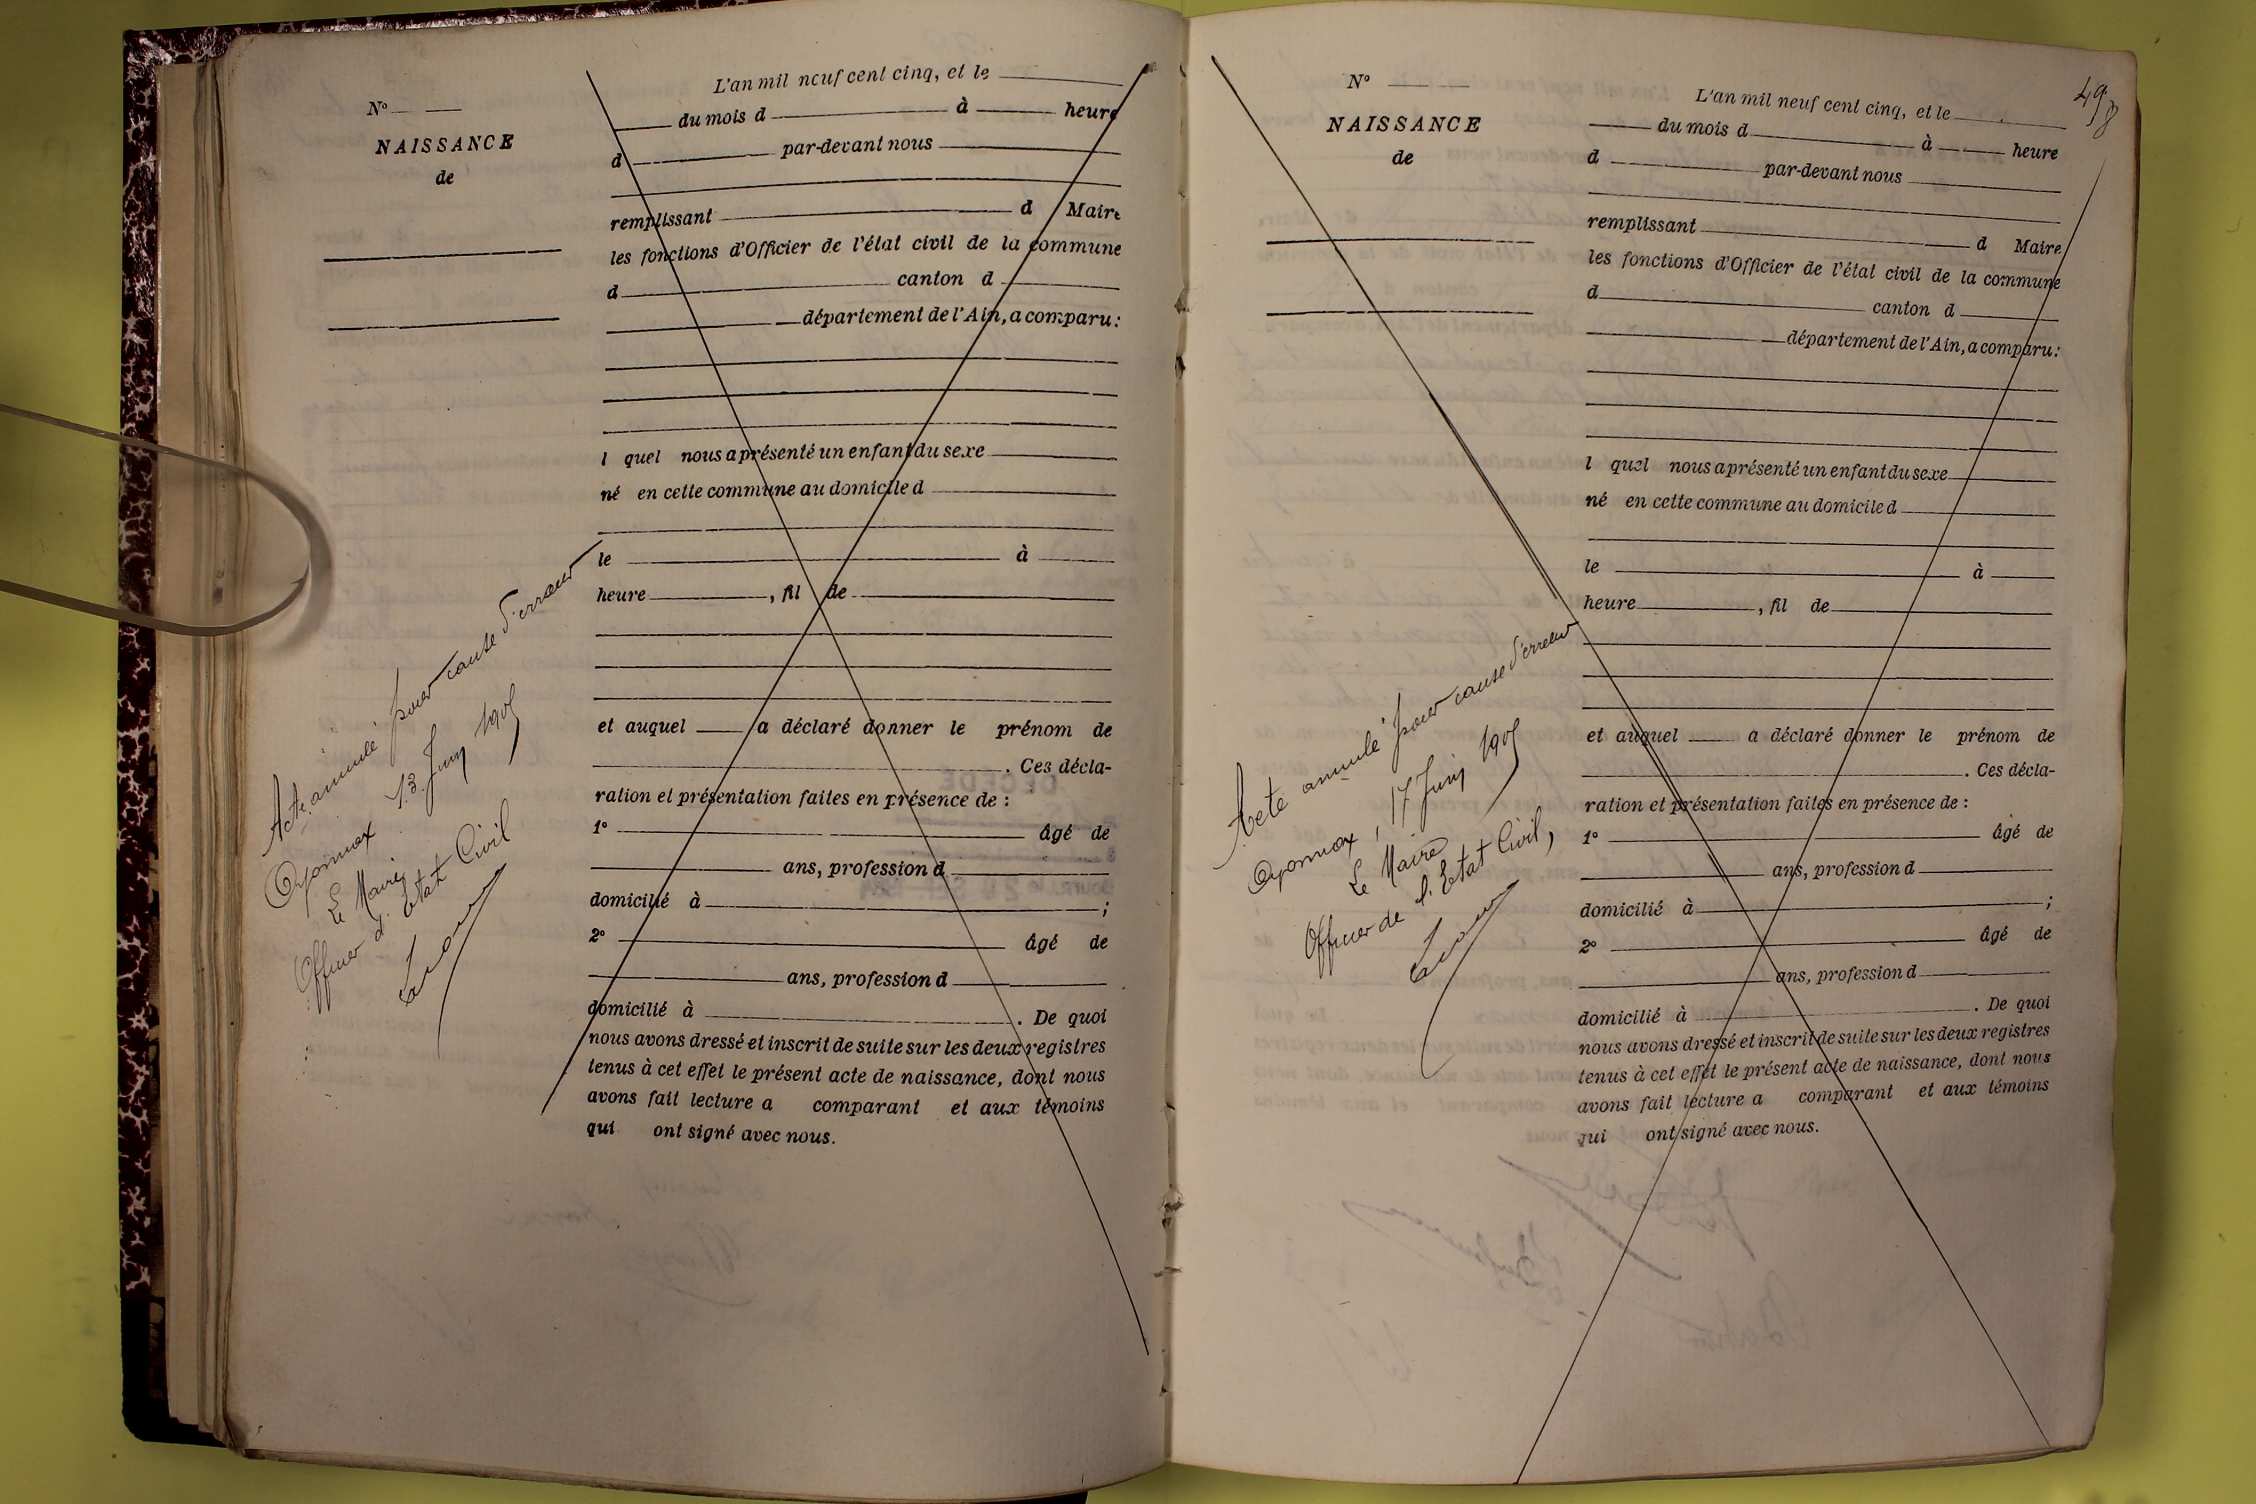 N°
NAISSANCE
de
L'an mil neuf cent cinq, et le
du mois d à heure
d par-devant nous
remplissant d Maire
les fonctions d'Officier de l'état civil de la commune
d canton d
département de l'Ain, a comparu:
l quel nous a présenté un enfant du sexe
né en cette commune au domicile d
le à
heure , fil de
et auquel a déclaré donner le prénom de
. Ces décla-
ration et présentation faites en présence de :
1° âgé de
ans, profession d
domicilié à ;
2° âgé de
ans, profession d
domicilié à . De quoi
nous avons dressé et inscrit de suite sur les deux registres
tenus à cet effet le présent acte de naissance, dont nous
avons fait lecture a comparant et aux témoins
qui ont signé avec nous.
Acte annulé pour cause d'erreur
Oyonnax 13 Juin 1905
Le Maire
Officier d. Etat Civil
49
N°
NAISSANCE
de
L'an mil neuf cent cinq, et le
du mois d à heure
d par-devant nous
remplissant d Maire
les fonctions d'Officier de l'état civil de la commune
d canton d
département de l'Ain, a comparu:
l quel nous a présenté un enfant du sexe
né en cette commune au domicile d
le à
heure , fil de
et auquel a déclaré donner le prénom de
. Ces décla-
ration et présentation faites en présence de :
1° âgé de
ans, profession d
domicilié à ;
2° âgé de
ans, profession d
domicilié à . De quoi
nous avons dressé et inscrit de suite sur les deux registres
tenus à cet effet le présent acte de naissance, dont nous
avons fait lecture a comparant et aux témoins
qui ont signé avec nous.
Acte annulé pour cause d'erreur
Oyonnax, 17 Juin 1905
Le Maire
Officier de l'Etat Civil,